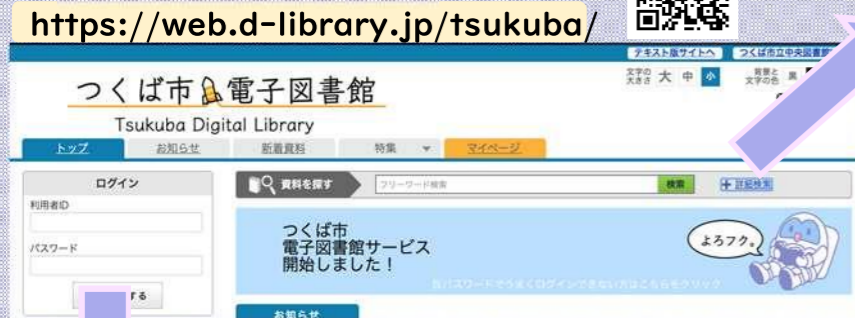 https://web.d-library.jp/tsukuba/
テキスト版サイトへ つくば市立中央図書館
文字の大きさ 大 中 小 背景と文字の色 黒
つくば市電子図書館
Tsukuba Digital Library
トップ お知らせ 新着資料 特集 マイページ
ログイン
資料を探す フリーワード検索 検索 詳細検索
利用者ID
パスワード
する
つくば市
電子図書館サービス
開始しました！
よろフク。
お知らせ